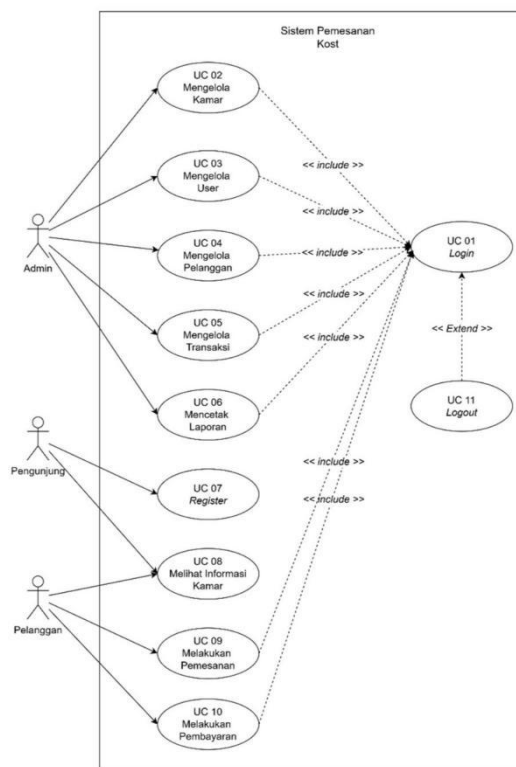 Sistem Pemesanan
Kost
UC 02
Mengelola
Kamar
<< include >>
UC 03
Mengelola
User
<< include >>
UC 04
Mengelola
Pelanggan
<< include >>
UC 01
Login
Admin
UC 05
Mengelola
Transaksi
<< include >>
<< Extend >>
UC 06
Mencetak
Laporan
<< include >>
UC 11
Logout
Pengunjung
UC 07
Register
<< include >>
<< include >>
UC 08
Melihat Informasi
Kamar
Pelanggan
UC 09
Melakukan
Pemesanan
UC 10
Melakukan
Pembayaran